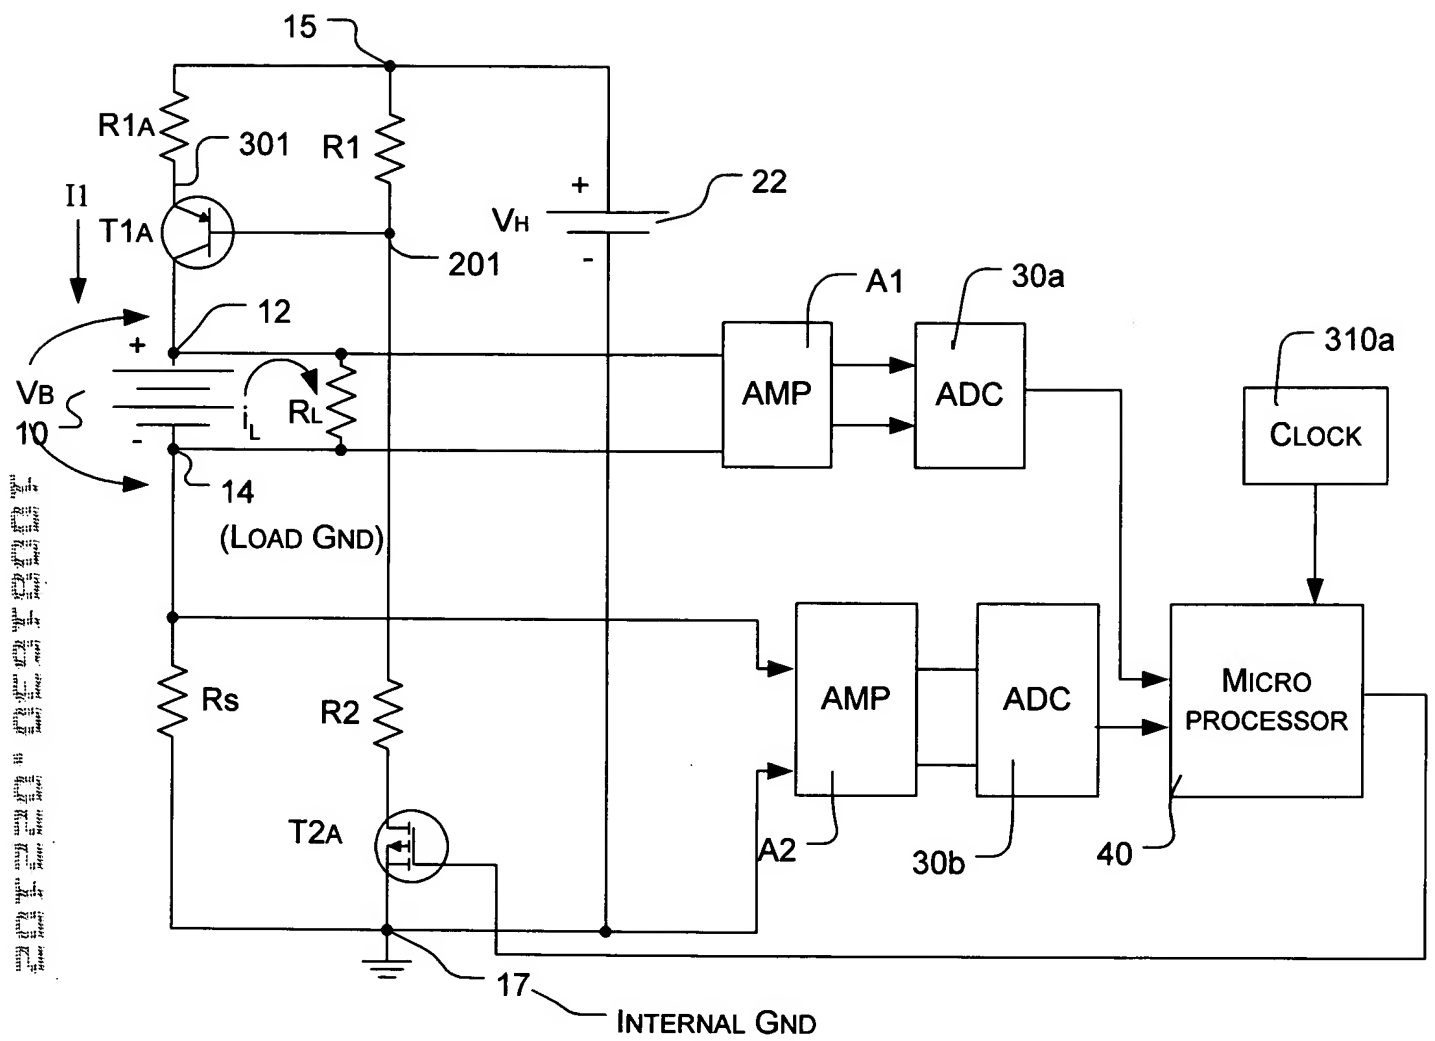 15
R1A
301
R1
I1
T1A
+
22
VH
201
-
12
A1
30a
310a
+
VB
10
iL
RL
AMP
ADC
CLOCK
-
14
(LOAD GND)
Rs
R2
AMP
ADC
MICRO
PROCESSOR
T2A
A2
30b
40
17
INTERNAL GND